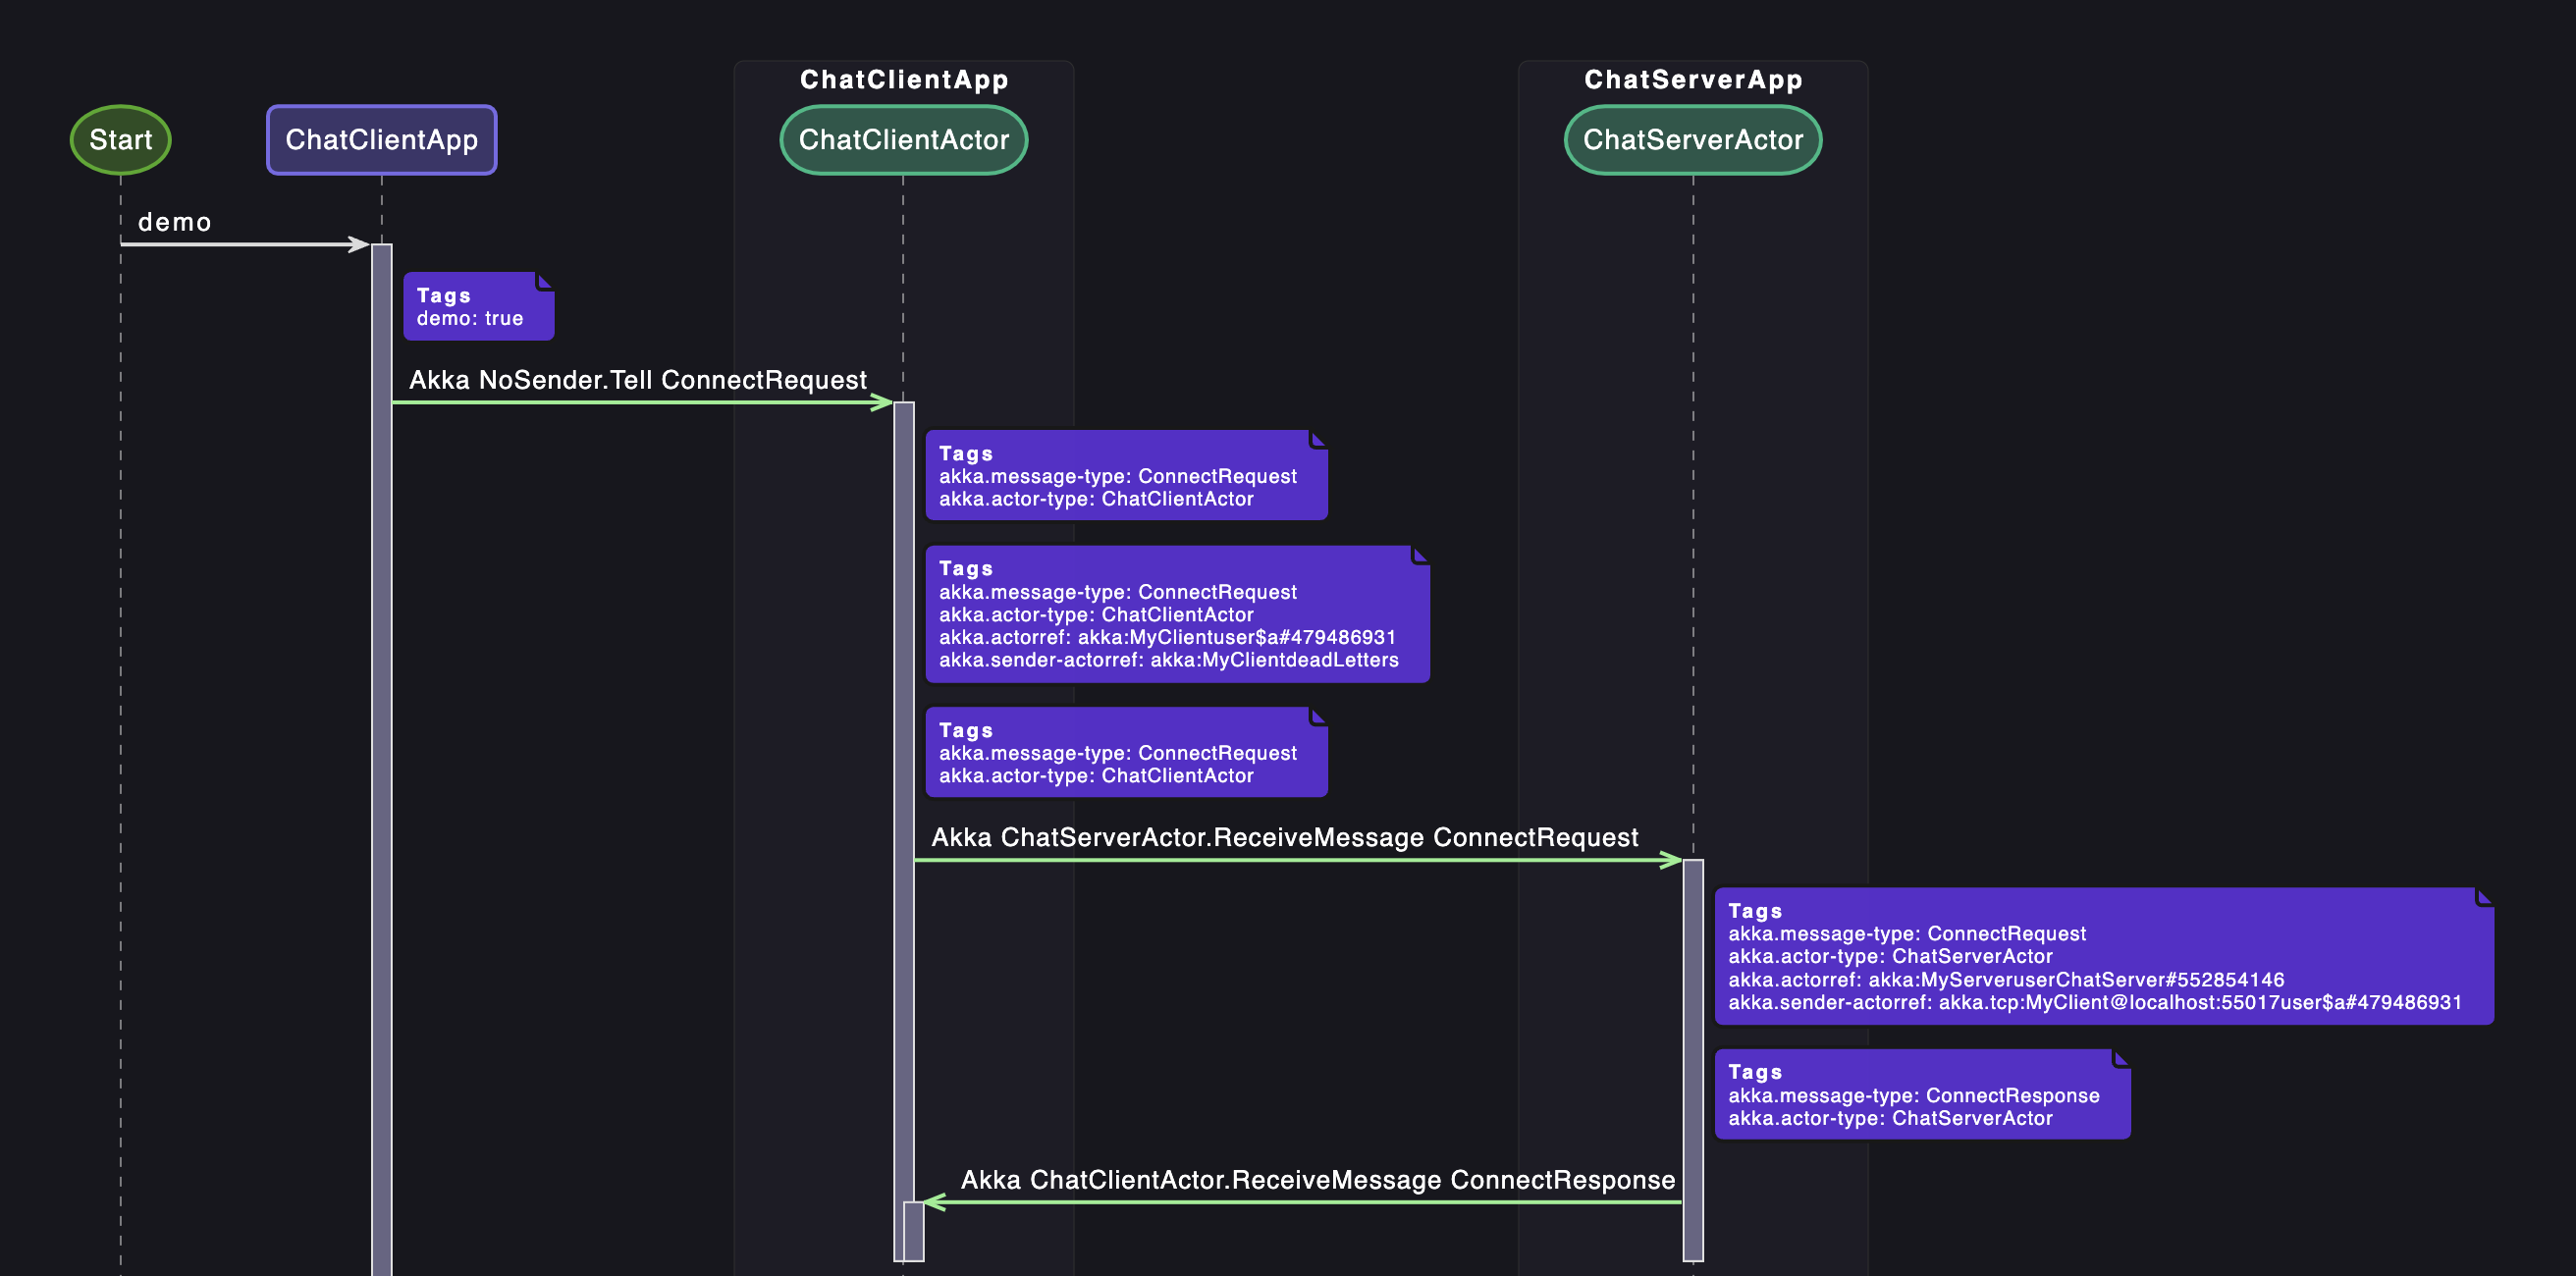 ChatClientApp
ChatServerApp
Start
ChatClientApp
ChatClientActor
ChatServerActor
demo
Tags
demo: true
Akka NoSender.Tell ConnectRequest
Tags
akka.message-type: ConnectRequest
akka.actor-type: ChatClientActor
Tags
akka.message-type: ConnectRequest
akka.actor-type: ChatClientActor
akka.actorref: akka:MyClientuser$a#479486931
akka.sender-actorref: akka:MyClientdeadLetters
Tags
akka.message-type: ConnectRequest
akka.actor-type: ChatClientActor
Akka ChatServerActor.ReceiveMessage ConnectRequest
Tags
akka.message-type: ConnectRequest
akka.actor-type: ChatServerActor
akka.actorref: akka:MyServeruserChatServer#552854146
akka.sender-actorref: akka.tcp:MyClient@localhost:55017user$a#479486931
Tags
akka.message-type: ConnectResponse
akka.actor-type: ChatServerActor
Akka ChatClientActor.ReceiveMessage ConnectResponse